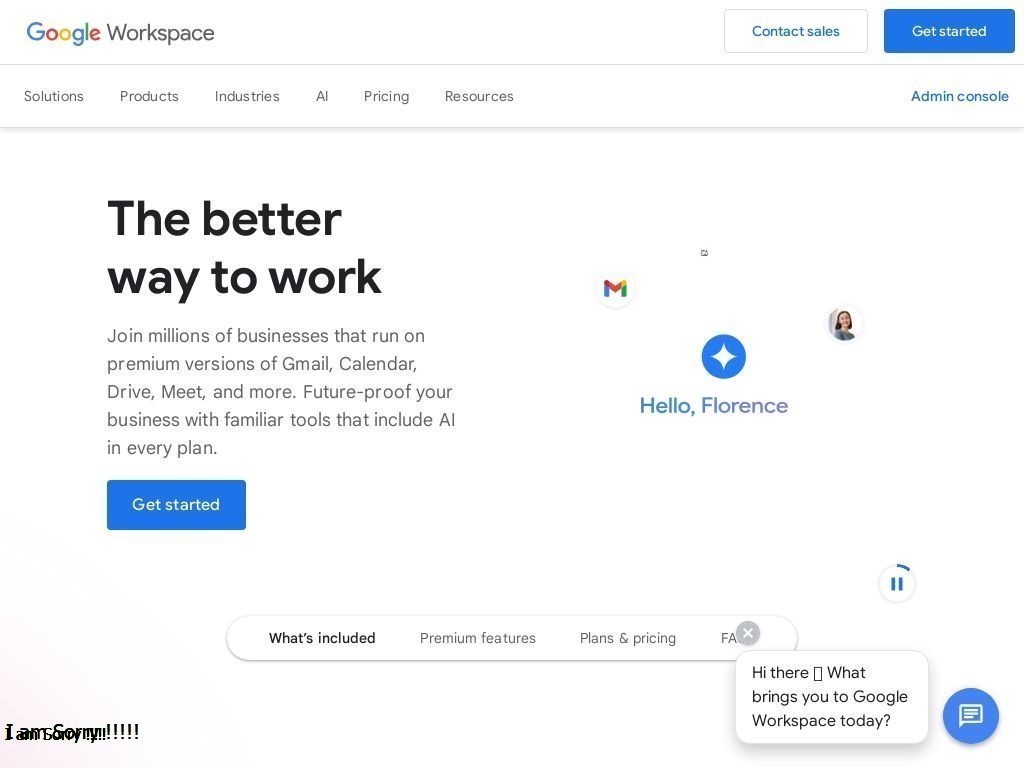 Google Workspace
Contact sales
Get started
Solutions
Products
Industries
AI
Pricing
Resources
Admin console
The better
way to work
Join millions of businesses that run on
premium versions of Gmail, Calendar,
Drive, Meet, and more. Future-proof your
business with familiar tools that include AI
in every plan.
Get started
Hello, Florence
What's included
Premium features
Plans & pricing
Hi there What
brings you to Google
Workspace today?
I am Sorry!!!!!